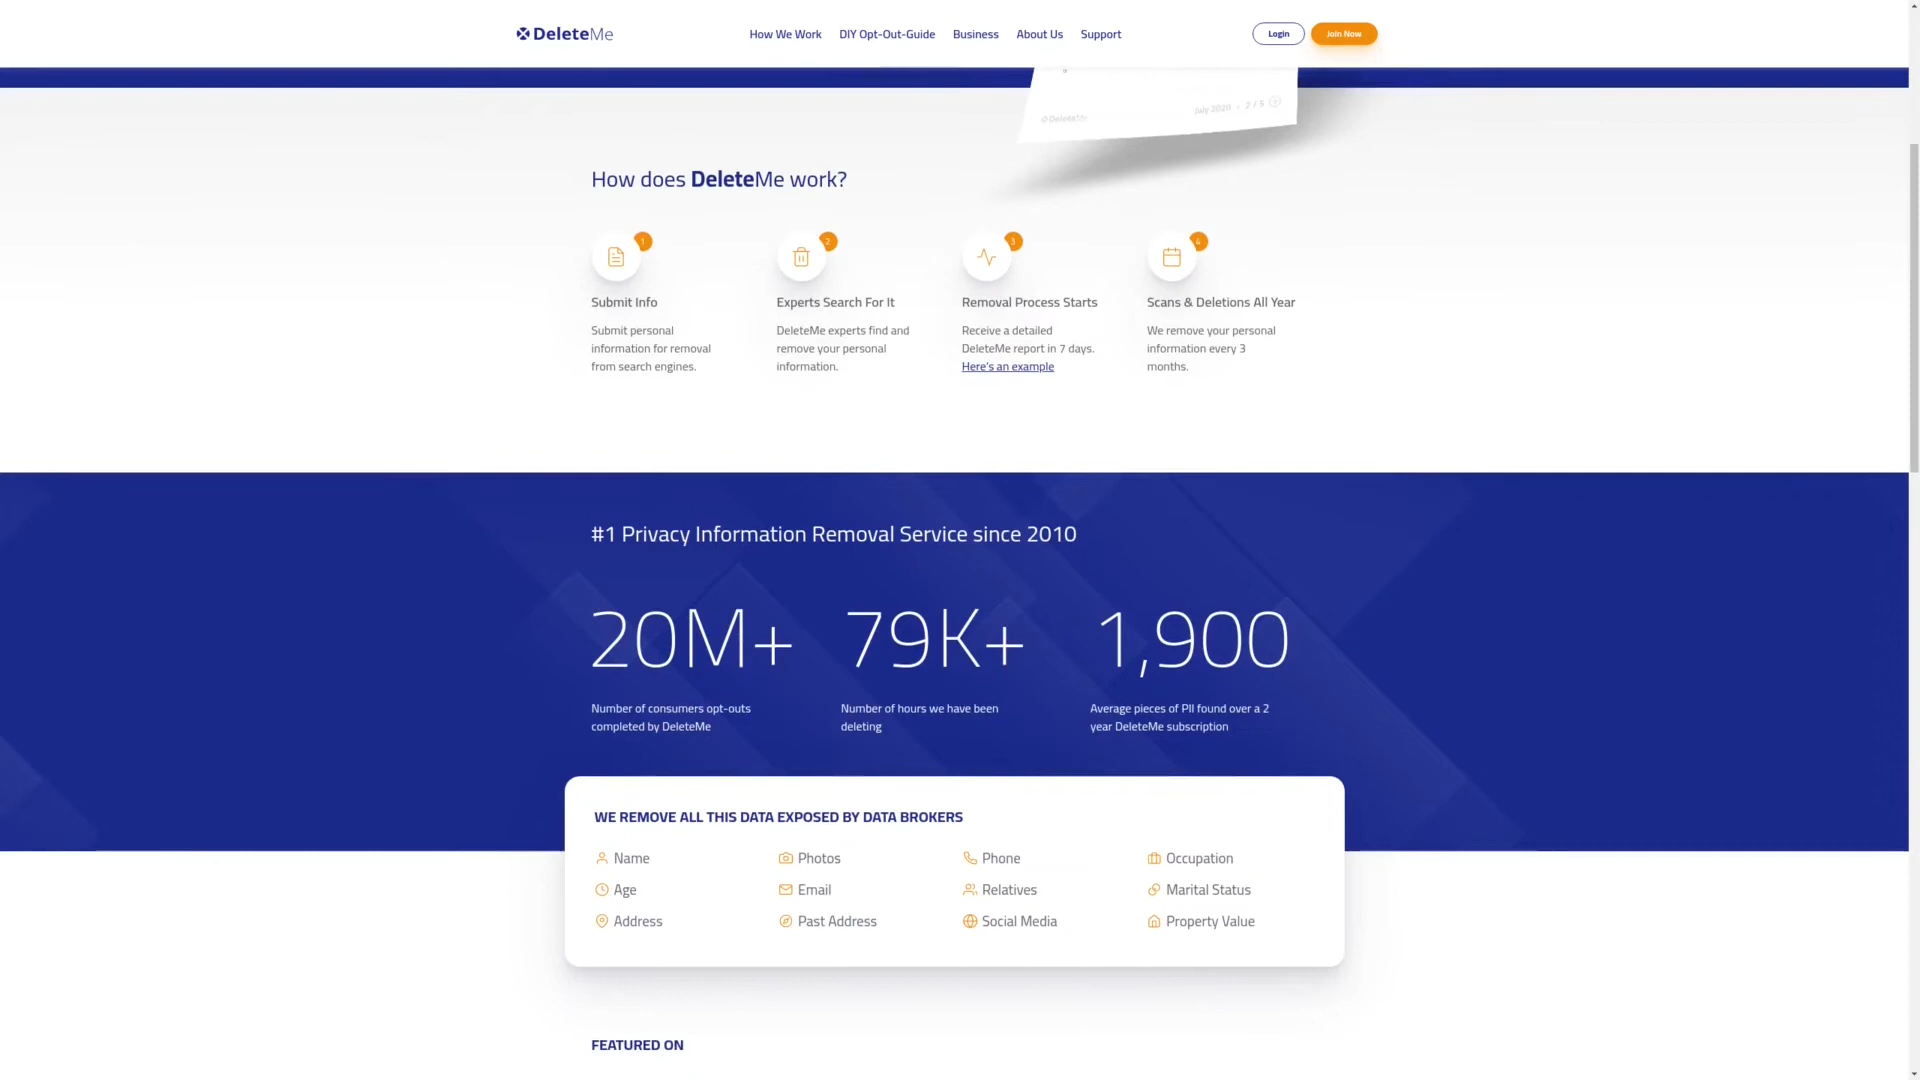 DeleteMe
How We Work
DIY Opt-Out-Guide
Business
About Us
Support
Login
Join Now
DeleteMe
July 2020 · 2 / 5
How does DeleteMe work?
1
2
3
4
Submit Info
Submit personal
information for removal
from search engines.
Experts Search For It
DeleteMe experts find and
remove your personal
information.
Removal Process Starts
Receive a detailed
DeleteMe report in 7 days.
Here's an example
Scans & Deletions All Year
We remove your personal
information every 3
months.
#1 Privacy Information Removal Service since 2010
20M+
Number of consumers opt-outs
completed by DeleteMe
79K+
Number of hours we have been
deleting
1,900
Average pieces of PII found over a 2
year DeleteMe subscription
WE REMOVE ALL THIS DATA EXPOSED BY DATA BROKERS
Name
Photos
Phone
Occupation
Age
Email
Relatives
Marital Status
Address
Past Address
Social Media
Property Value
FEATURED ON